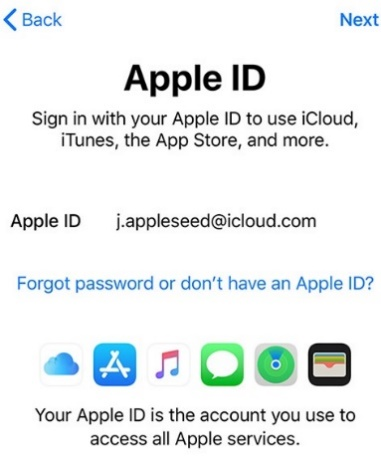 Back
Next
Apple ID
Sign in with your Apple ID to use iCloud,
iTunes, the App Store, and more.
Apple ID j.appleseed@icloud.com
Forgot password or don’t have an Apple ID?
Your Apple ID is the account you use to
access all Apple services.